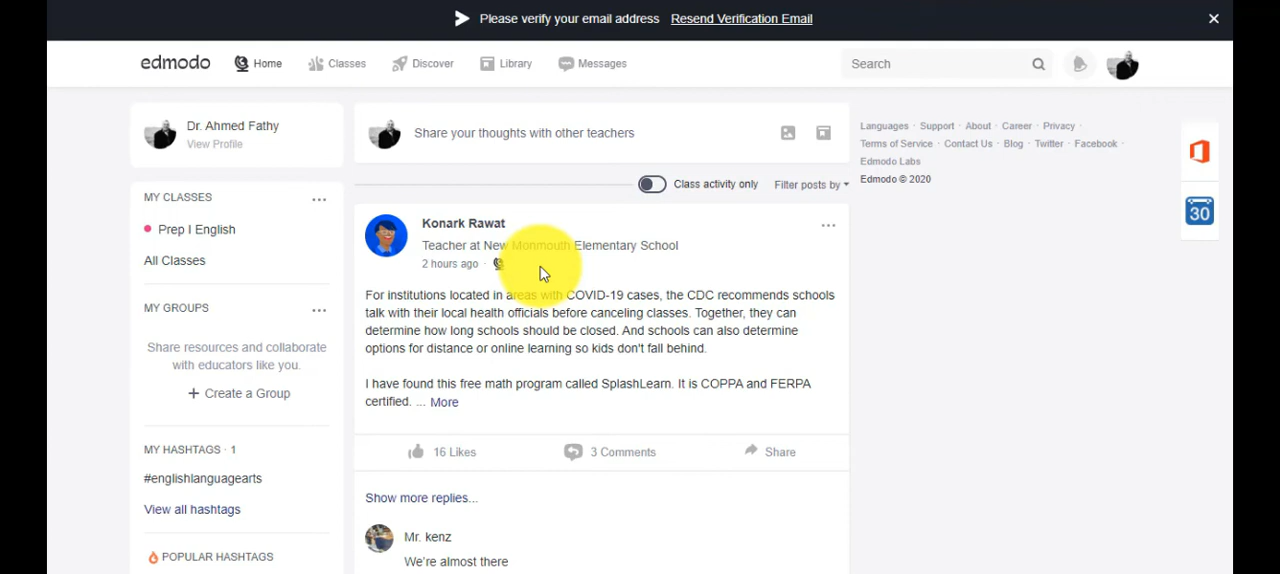 Please verify your email address Resend Verification Email ×
edmodo Home Classes Discover Library Messages Search
Dr. Ahmed Fathy
View Profile
MY CLASSES ...
Prep I English
All Classes
MY GROUPS ...
Share resources and collaborate
with educators like you.
+ Create a Group
MY HASHTAGS · 1
#englishlanguagearts
View all hashtags
POPULAR HASHTAGS
Share your thoughts with other teachers
Class activity only Filter posts by
Konark Rawat ...
Teacher at New Monmouth Elementary School
2 hours ago ·
For institutions located in areas with COVID-19 cases, the CDC recommends schools
talk with their local health officials before canceling classes. Together, they can
determine how long schools should be closed. And schools can also determine
options for distance or online learning so kids don't fall behind.
I have found this free math program called SplashLearn. It is COPPA and FERPA
certified. ... More
16 Likes 3 Comments Share
Show more replies...
Mr. kenz
We're almost there
Languages · Support · About · Career · Privacy ·
Terms of Service · Contact Us · Blog · Twitter · Facebook ·
Edmodo Labs
Edmodo © 2020
30